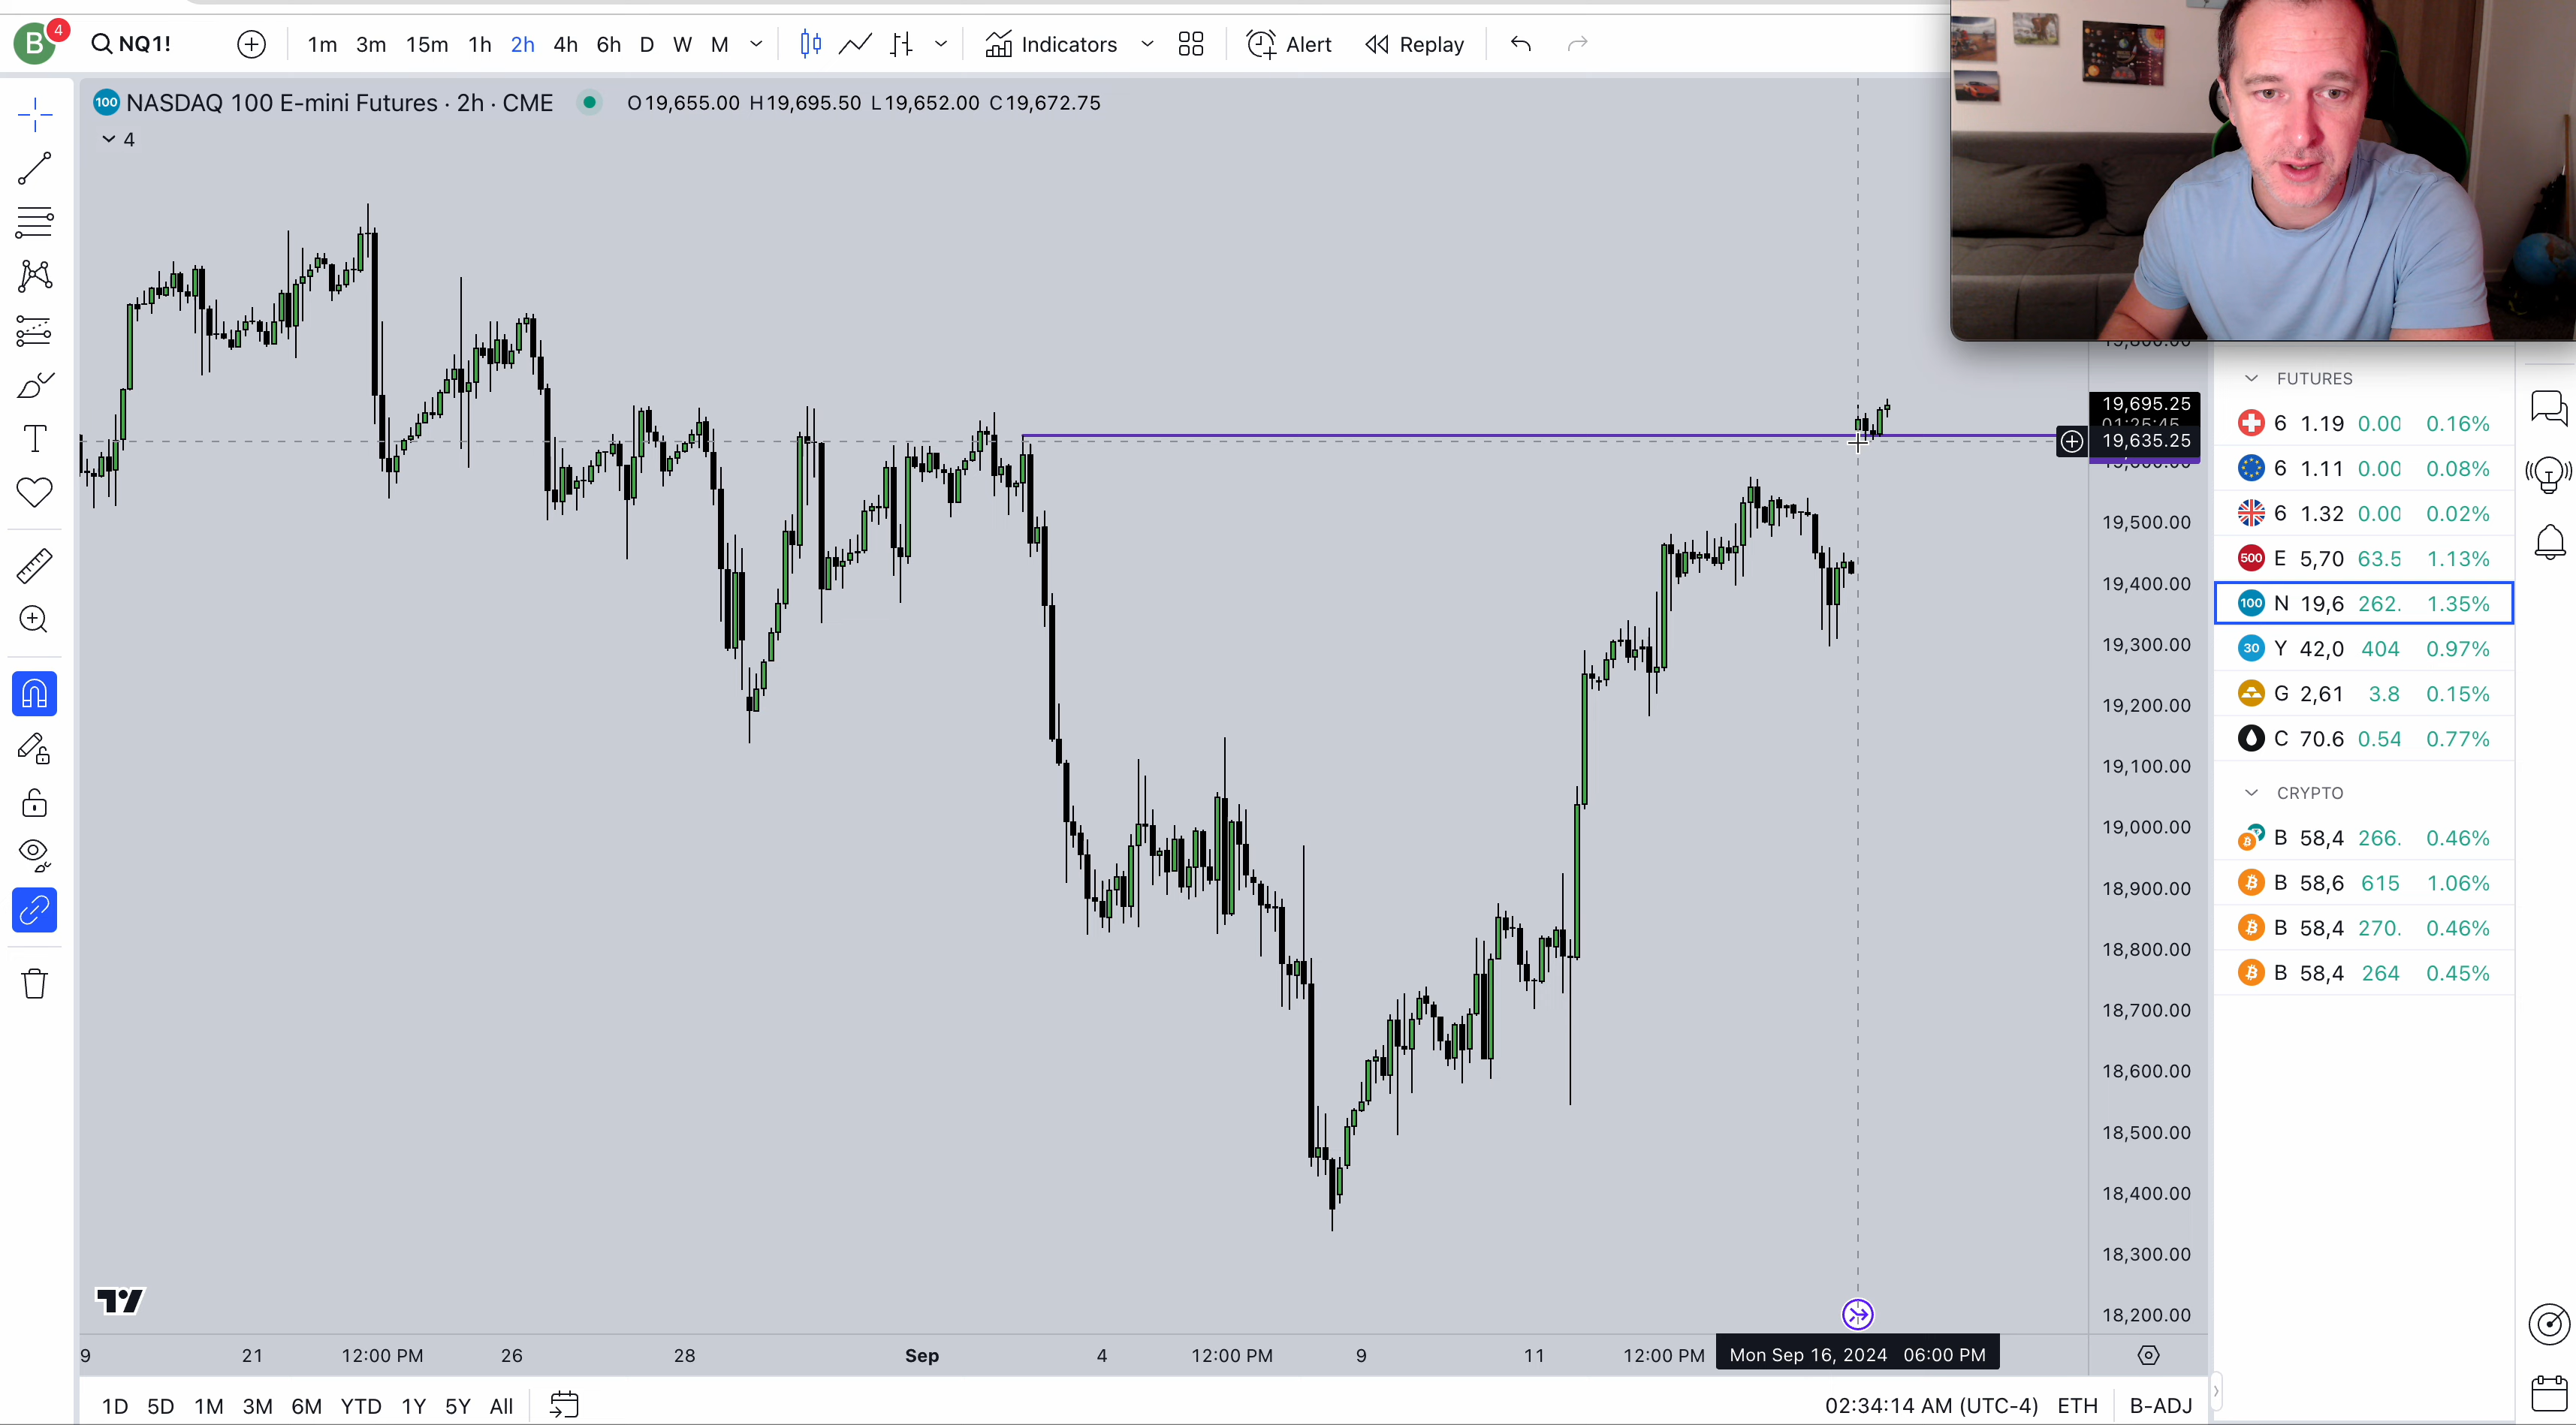 B 4 NQ1! 1m 3m 15m 1h 2h 4h 6h D W M Indicators Alert Replay
100 NASDAQ 100 E-mini Futures · 2h · CME O19,655.00 H19,695.50 L19,652.00 C19,672.75
4
19,695.25
01:25:45
19,635.25
19,500.00
19,400.00
19,300.00
19,200.00
19,100.00
19,000.00
18,900.00
18,800.00
18,700.00
18,600.00
18,500.00
18,400.00
18,300.00
18,200.00
FUTURES
6 1.19 0.00 0.16%
6 1.11 0.00 0.08%
6 1.32 0.00 0.02%
500 E 5,70 63.5 1.13%
100 N 19,6 262. 1.35%
30 Y 42,0 404 0.97%
G 2,61 3.8 0.15%
C 70.6 0.54 0.77%
CRYPTO
B 58,4 266. 0.46%
B 58,6 615 1.06%
B 58,4 270. 0.46%
B 58,4 264 0.45%
9 21 12:00 PM 26 28 Sep 4 12:00 PM 9 11 12:00 PM Mon Sep 16, 2024 06:00 PM
1D 5D 1M 3M 6M YTD 1Y 5Y All 02:34:14 AM (UTC-4) ETH B-ADJ